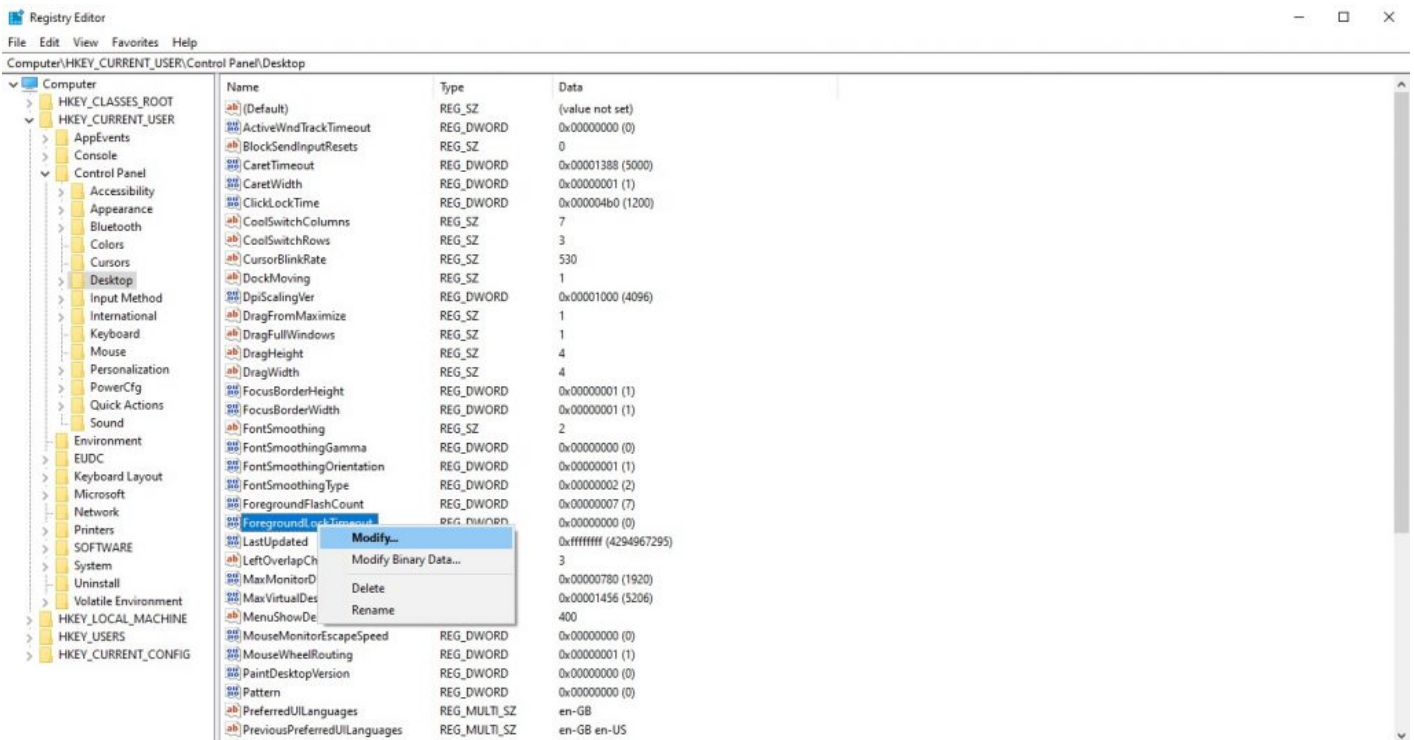 Registry Editor
File Edit View Favorites Help
Computer\HKEY_CURRENT_USER\Control Panel\Desktop
Computer
HKEY_CLASSES_ROOT
HKEY_CURRENT_USER
AppEvents
Console
Control Panel
Accessibility
Appearance
Bluetooth
Colors
Cursors
Desktop
Input Method
International
Keyboard
Mouse
Personalization
PowerCfg
Quick Actions
Sound
Environment
EUDC
Keyboard Layout
Microsoft
Network
Printers
SOFTWARE
System
Uninstall
Volatile Environment
HKEY_LOCAL_MACHINE
HKEY_USERS
HKEY_CURRENT_CONFIG
Name Type Data
(Default) REG_SZ (value not set)
ActiveWndTrackTimeout REG_DWORD 0x00000000 (0)
BlockSendInputResets REG_SZ 0
CaretTimeout REG_DWORD 0x00001388 (5000)
CaretWidth REG_DWORD 0x00000001 (1)
ClickLockTime REG_DWORD 0x000004b0 (1200)
CoolSwitchColumns REG_SZ 7
CoolSwitchRows REG_SZ 3
CursorBlinkRate REG_SZ 530
DockMoving REG_SZ 1
DpiScalingVer REG_DWORD 0x00001000 (4096)
DragFromMaximize REG_SZ 1
DragFullWindows REG_SZ 1
DragHeight REG_SZ 4
DragWidth REG_SZ 4
FocusBorderHeight REG_DWORD 0x00000001 (1)
FocusBorderWidth REG_DWORD 0x00000001 (1)
FontSmoothing REG_SZ 2
FontSmoothingGamma REG_DWORD 0x00000000 (0)
FontSmoothingOrientation REG_DWORD 0x00000001 (1)
FontSmoothingType REG_DWORD 0x00000002 (2)
ForegroundFlashCount REG_DWORD 0x00000007 (7)
ForegroundLockTimeout REG_DWORD 0x00000000 (0)
LastUpdated 0xffffffff (4294967295)
LeftOverlapCh 3
MaxMonitorD 0x00000780 (1920)
MaxVirtualDes 0x00001456 (5206)
MenuShowDe 400
MouseMonitorEscapeSpeed REG_DWORD 0x00000000 (0)
MouseWheelRouting REG_DWORD 0x00000001 (1)
PaintDesktopVersion REG_DWORD 0x00000000 (0)
Pattern REG_DWORD 0x00000000 (0)
PreferredUILanguages REG_MULTI_SZ en-GB
PreviousPreferredUILanguages REG_MULTI_SZ en-GB en-US
Modify...
Modify Binary Data...
Delete
Rename